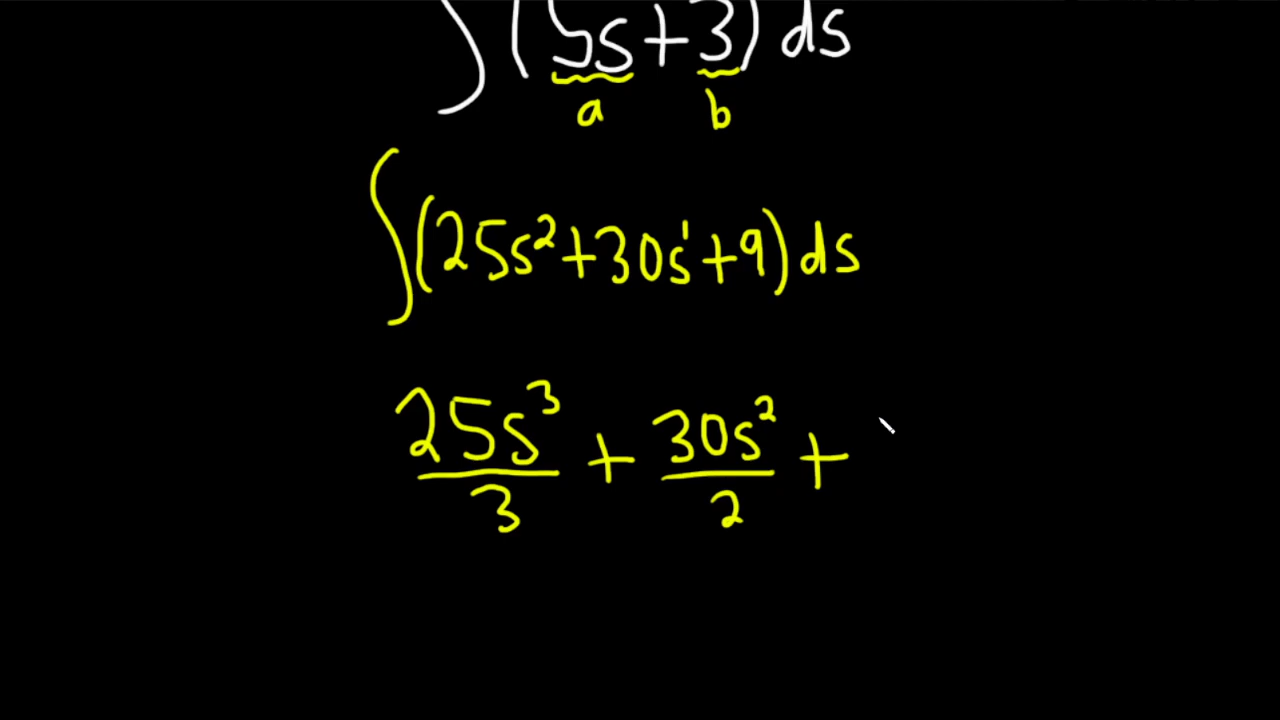 ∫(5s+3) ds
a b
∫(25s²+30s¹+9) ds
25s³/3 + 30s²/2 +